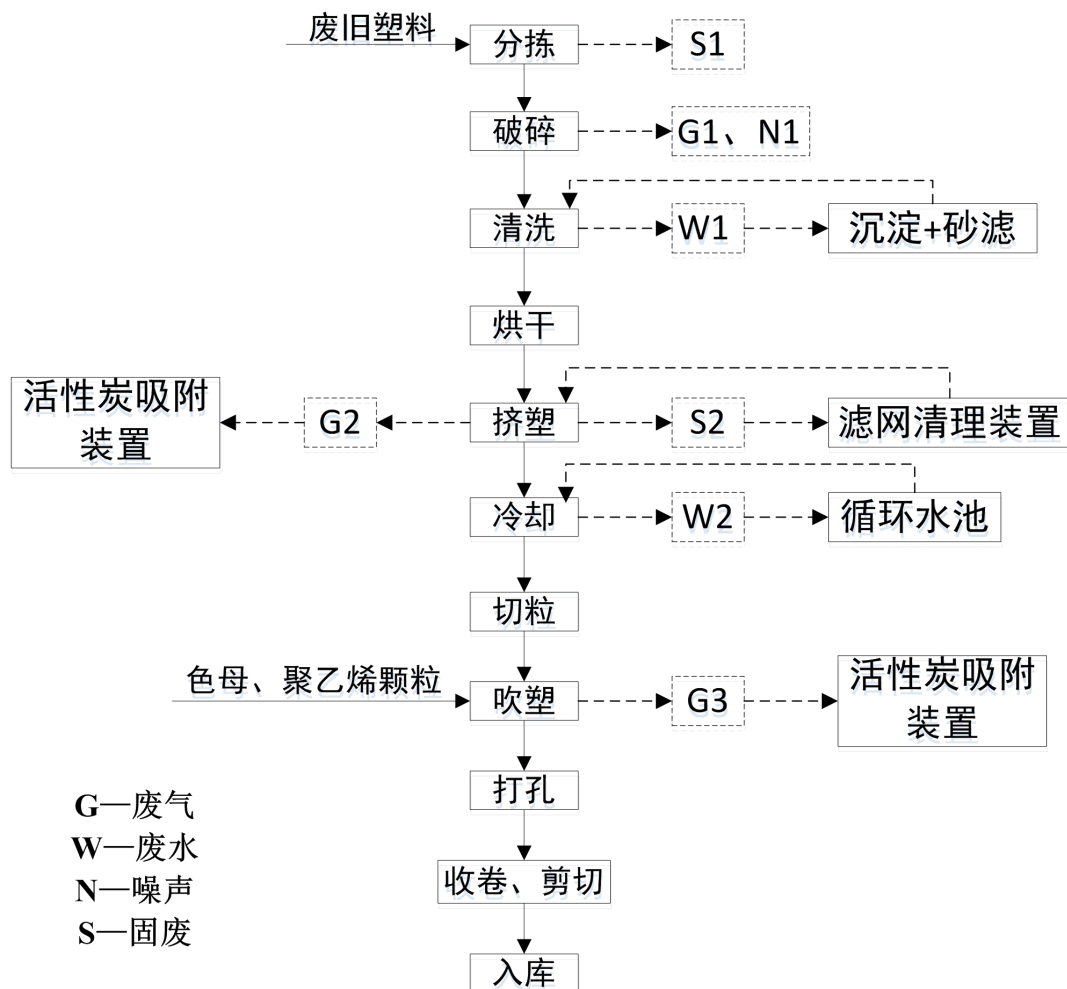 废旧塑料
分拣
S1
破碎
G1、N1
清洗
W1
沉淀+砂滤
烘干
活性炭吸附
装置
G2
挤塑
S2
滤网清理装置
冷却
W2
循环水池
切粒
色母、聚乙烯颗粒
吹塑
G3
活性炭吸附
装置
打孔
G—废气
W—废水
N—噪声
S—固废
收卷、剪切
入库